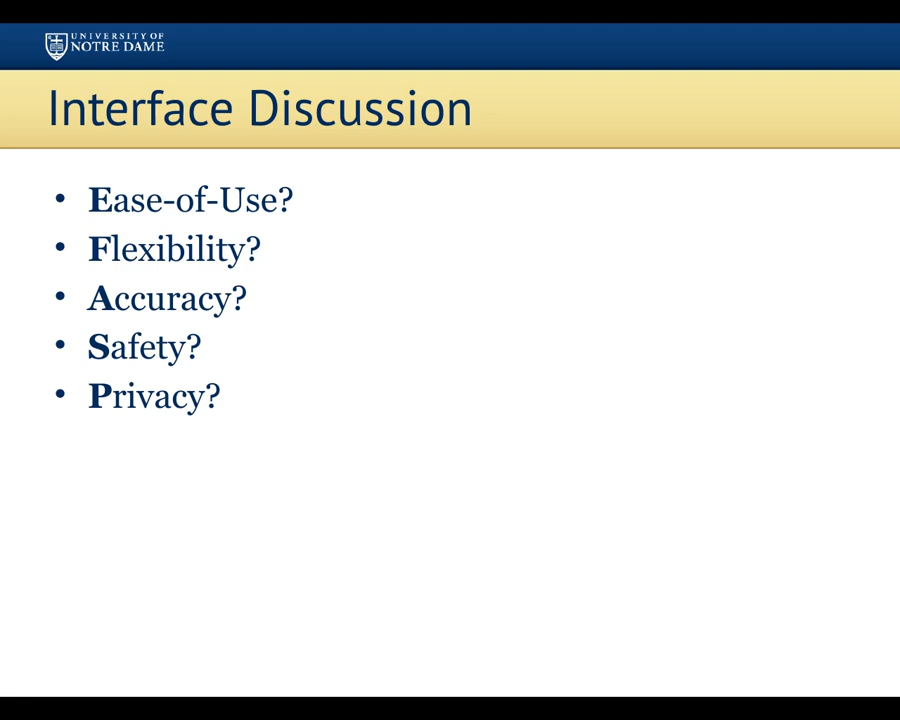 UNIVERSITY OF
NOTRE DAME
Interface Discussion
• Ease-of-Use?
• Flexibility?
• Accuracy?
• Safety?
• Privacy?